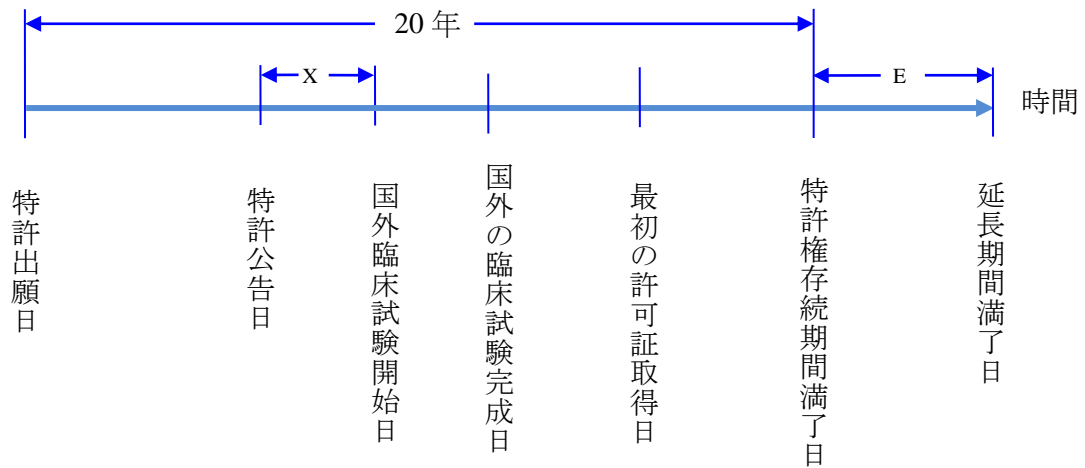 20 年
X
E
時間
特許出願日
特許公告日
国外臨床試験開始日
国外の臨床試験完成日
最初の許可証取得日
特許権存続期間満了日
延長期間満了日